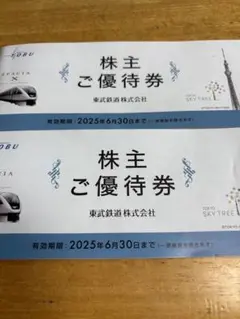 TOBU
SPACIA
X
株主
ご優待券
東武鉄道株式会社
有効期限：2025年6月30日まで
SKYTREE
株主
ご優待券
東武鉄道株式会社
TOKYO
SKYTREE
有効期限：2025年6月30日まで